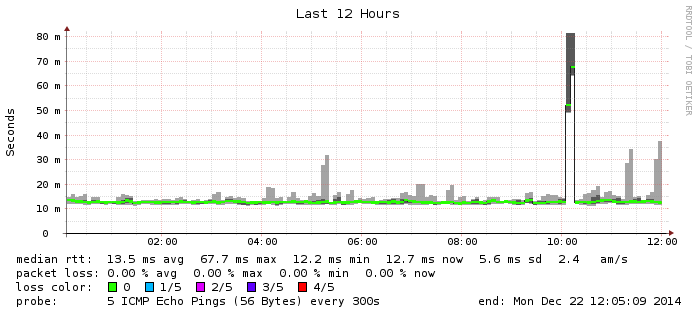 Last 12 Hours
RRDTOOL / TOBI OETIKER
Seconds
80 m
70 m
60 m
50 m
40 m
30 m
20 m
10 m
0
02:00 04:00 06:00 08:00 10:00 12:00
median rtt: 13.5 ms avg 67.7 ms max 12.2 ms min 12.7 ms now 5.6 ms sd 2.4 am/s
packet loss: 0.00 % avg 0.00 % max 0.00 % min 0.00 % now
loss color: 0 1/5 2/5 3/5 4/5
probe: 5 ICMP Echo Pings (56 Bytes) every 300s end: Mon Dec 22 12:05:09 2014